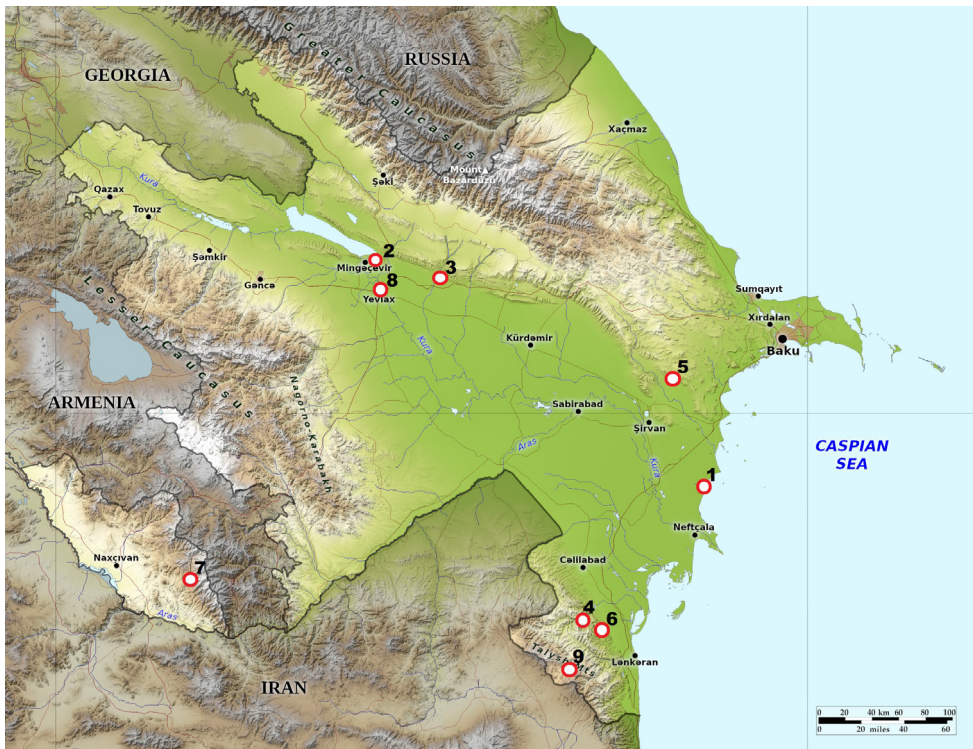 RUSSIA
GEORGIA
Greater Caucasus
Xaçmaz
Mount
Bazardüzü
Şəki
Kura
Qazax
Tovuz
Şəmkir
Gəncə
2
Mingəçevir
3
8
Yevlax
Sumqayıt
Xırdalan
Baku
Kura
Kürdəmir
5
Lesser Caucasus
ARMENIA
Nagorno-Karabakh
Sabirabad
Şirvan
Aras
Kura
CASPIAN
SEA
1
Neftçala
Naxcıvan
7
Cəlilabad
Aras
4
6
Talysh Mts
9
Lənkəran
IRAN
0 20 40 km 60 80 100
0 20 miles 40 60